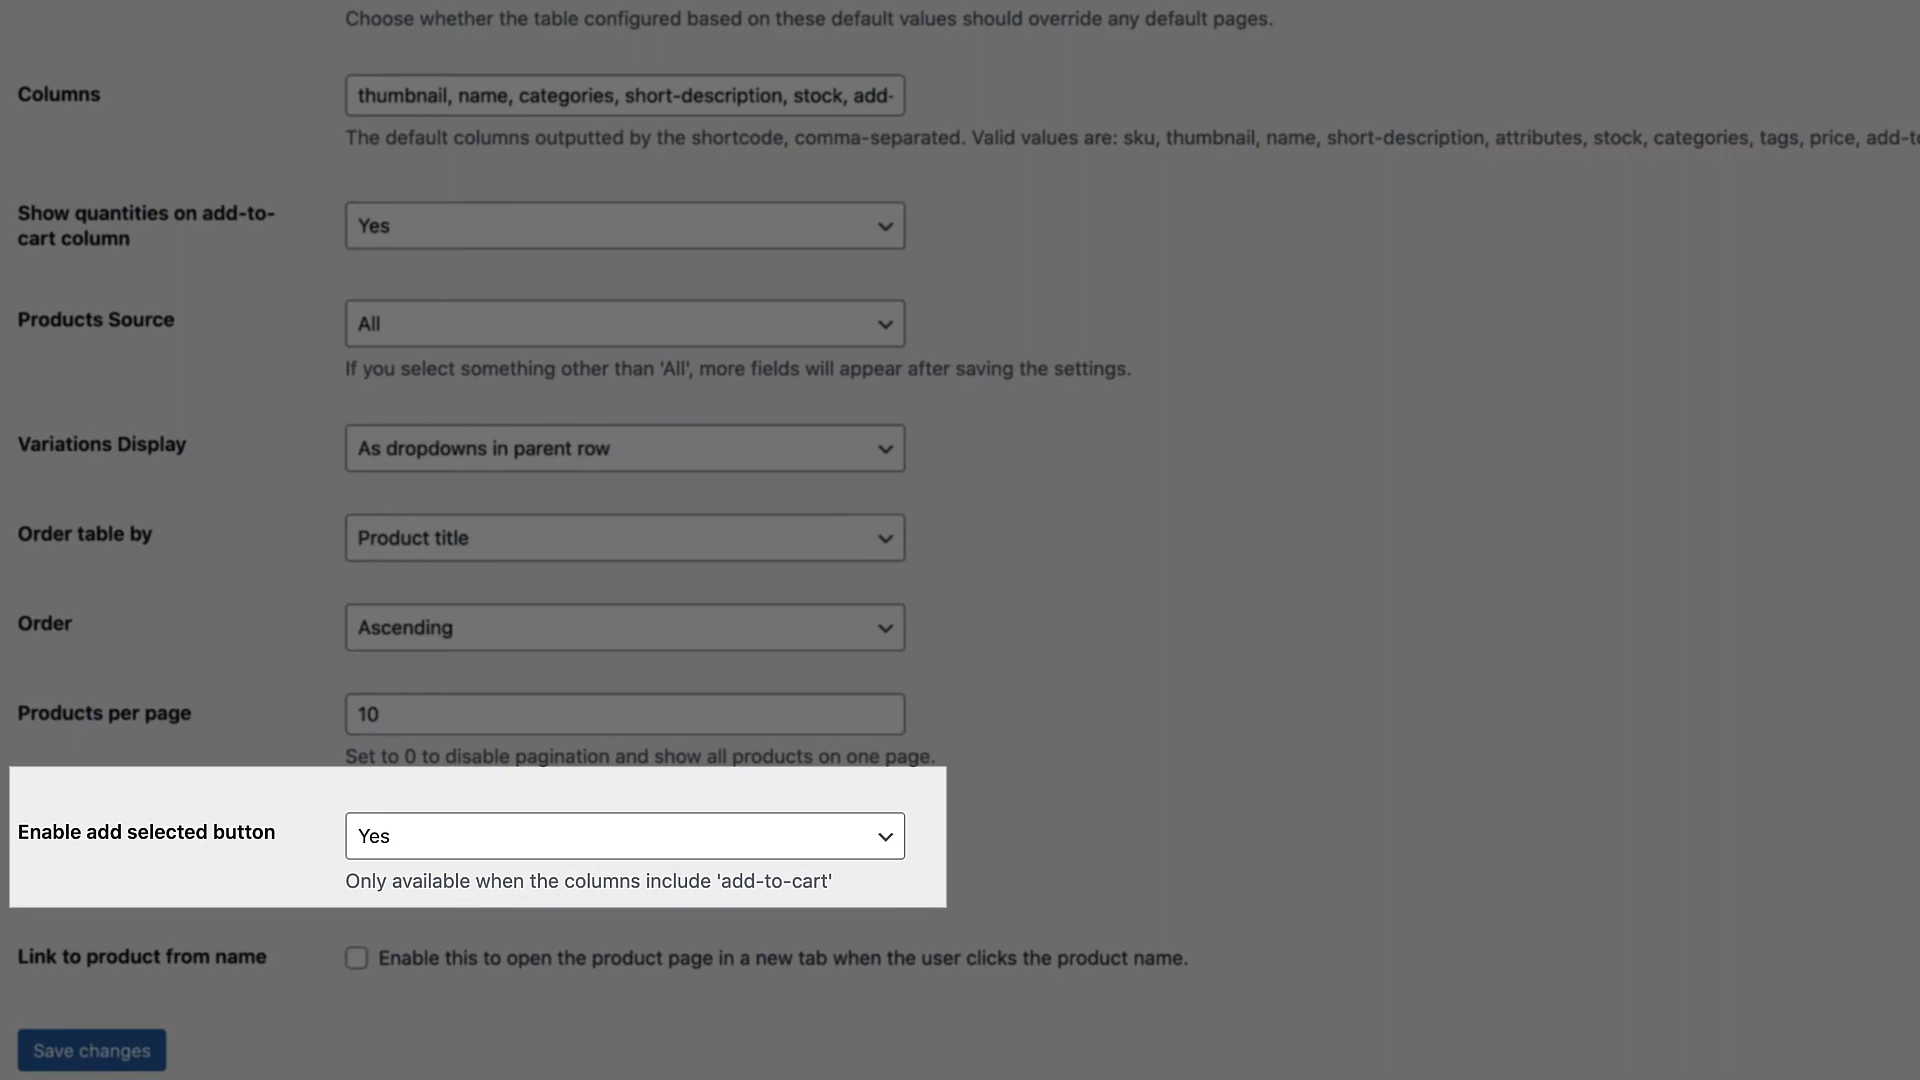 Choose whether the table configured based on these default values should override any default pages.
Columns
thumbnail, name, categories, short-description, stock, add-
The default columns outputted by the shortcode, comma-separated. Valid values are: sku, thumbnail, name, short-description, attributes, stock, categories, tags, price, add-
Show quantities on add-to-
cart column
Yes
Products Source
All
If you select something other than 'All', more fields will appear after saving the settings.
Variations Display
As dropdowns in parent row
Order table by
Product title
Order
Ascending
Products per page
10
Set to 0 to disable pagination and show all products on one page.
Enable add selected button
Yes
Only available when the columns include 'add-to-cart'
Link to product from name
Enable this to open the product page in a new tab when the user clicks the product name.
Save changes